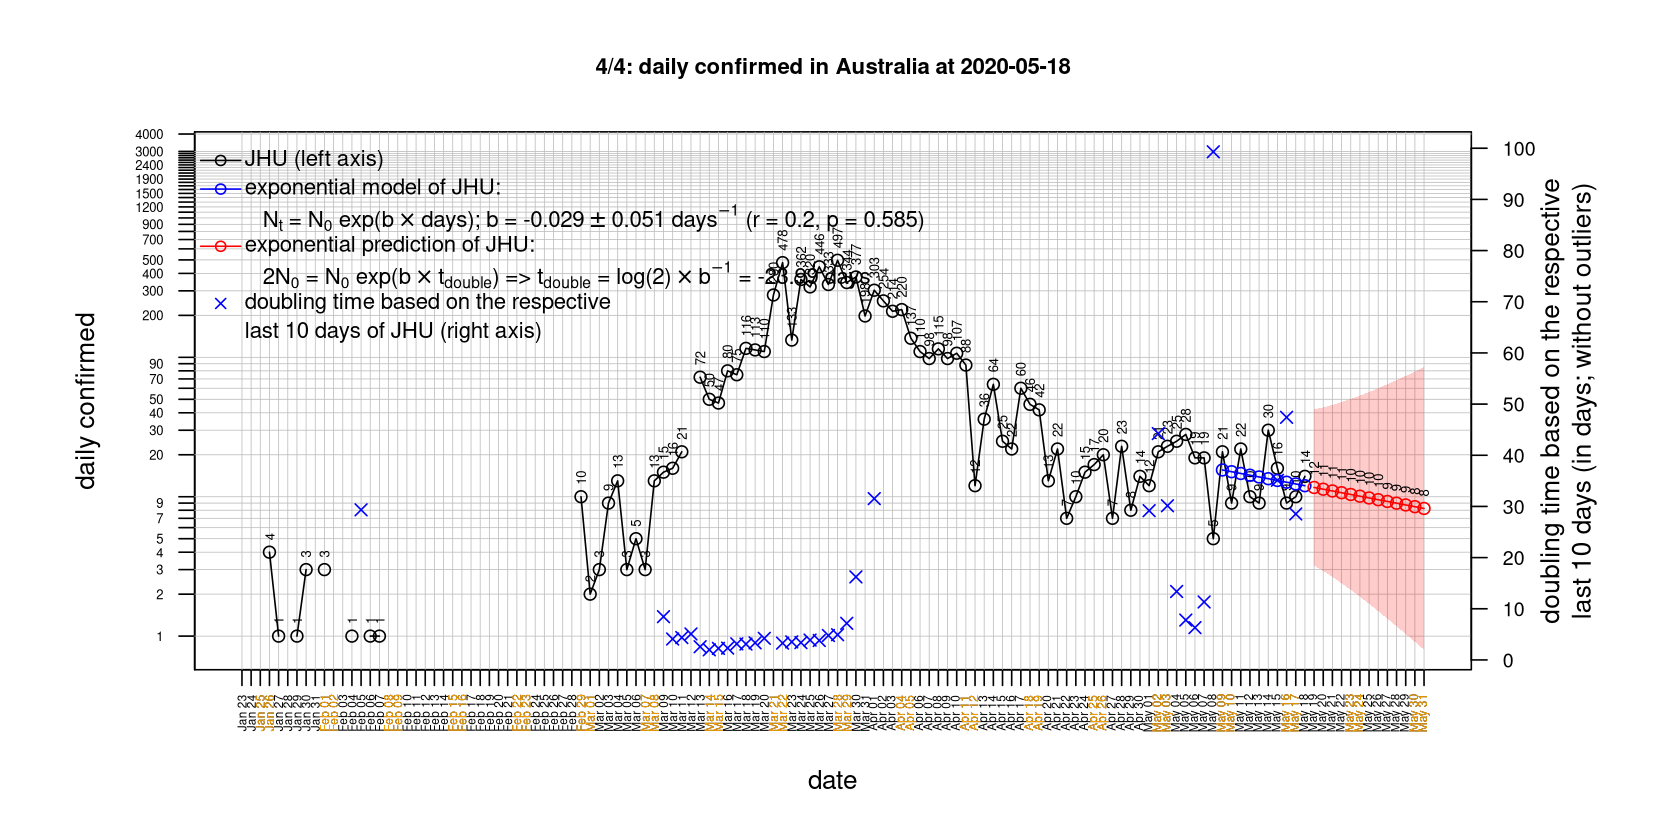 4/4: daily confirmed in Australia at 2020-05-18
JHU (left axis)
exponential model of JHU:
Nt = N0 exp(b × days); b = -0.029 ± 0.051 days−1 (r = 0.2, p = 0.585)
exponential prediction of JHU:
2N0 = N0 exp(b × tdouble) => tdouble = log(2) × b−1 =
doubling time based on the respective
last 10 days of JHU (right axis)
daily confirmed
4000
3000
2400
1900
1500
1200
900
700
500
400
300
200
90
70
50
40
30
20
9
7
5
4
3
2
1
100
90
80
70
60
50
40
30
20
10
0
doubling time based on the respective
last 10 days (in days; without outliers)
4 1 1 3 3 1 1 1 10 2 3 9 13 3 5 3 13 15 16 21 72 50 47 80 75 116 113 110 478 133 362 446 497 377 303 254 214 220 137 110 98 115 98 107 88 12 36 64 25 22 60 46 42 13 22 7 10 15 17 20 7 23 8 14 12 21 23 25 28 19 19 5 21 9 22 10 9 30 16 9 10 14
12 11 11 11 10 10 10 10 9 9 9 8 8
Jan 23 Jan 24 Jan 25 Jan 26 Jan 27 Jan 28 Jan 29 Jan 30 Jan 31 Feb 01 Feb 02 Feb 03 Feb 04 Feb 05 Feb 06 Feb 07 Feb 08 Feb 09 Feb 10 Feb 11 Feb 12 Feb 13 Feb 14 Feb 15 Feb 16 Feb 17 Feb 18 Feb 19 Feb 20 Feb 21 Feb 22 Feb 23 Feb 24 Feb 25 Feb 26 Feb 27 Feb 28 Feb 29 Mar 01 Mar 02 Mar 03 Mar 04 Mar 05 Mar 06 Mar 07 Mar 08 Mar 09 Mar 10 Mar 11 Mar 12 Mar 13 Mar 14 Mar 15 Mar 16 Mar 17 Mar 18 Mar 19 Mar 20 Mar 21 Mar 22 Mar 23 Mar 24 Mar 25 Mar 26 Mar 27 Mar 28 Mar 29 Mar 30 Mar 31 Apr 01 Apr 02 Apr 03 Apr 04 Apr 05 Apr 06 Apr 07 Apr 08 Apr 09 Apr 10 Apr 11 Apr 12 Apr 13 Apr 14 Apr 15 Apr 16 Apr 17 Apr 18 Apr 19 Apr 20 Apr 21 Apr 22 Apr 23 Apr 24 Apr 25 Apr 26 Apr 27 Apr 28 Apr 29 Apr 30 May 01 May 02 May 03 May 04 May 05 May 06 May 07 May 08 May 09 May 10 May 11 May 12 May 13 May 14 May 15 May 16 May 17 May 18 May 19 May 20 May 21 May 22 May 23 May 24 May 25 May 26 May 27 May 28 May 29 May 30 May 31
date